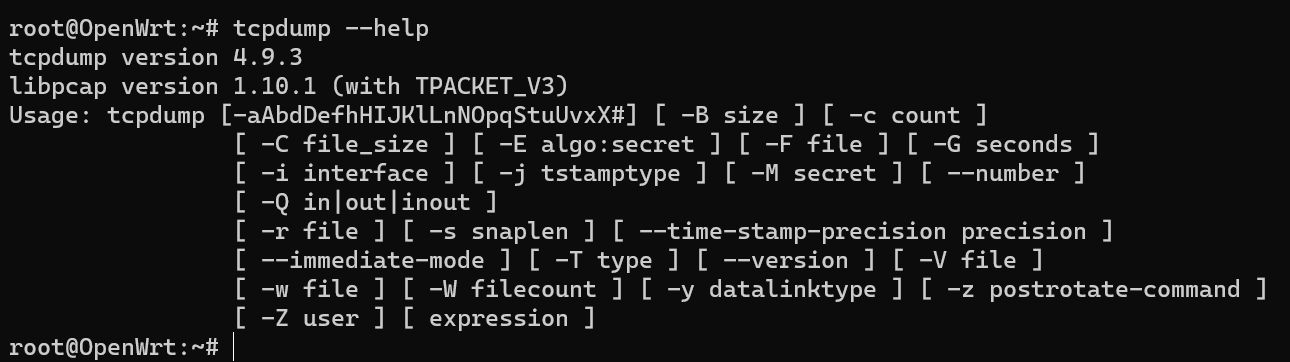 root@OpenWrt:~# tcpdump --help
tcpdump version 4.9.3
libpcap version 1.10.1 (with TPACKET_V3)
Usage: tcpdump [-aAbdDefhHIJKlLnNOpqStuUvxX#] [ -B size ] [ -c count ]
[ -C file_size ] [ -E algo:secret ] [ -F file ] [ -G seconds ]
[ -i interface ] [ -j tstamptype ] [ -M secret ] [ --number ]
[ -Q in|out|inout ]
[ -r file ] [ -s snaplen ] [ --time-stamp-precision precision ]
[ --immediate-mode ] [ -T type ] [ --version ] [ -V file ]
[ -w file ] [ -W filecount ] [ -y datalinktype ] [ -z postrotate-command ]
[ -Z user ] [ expression ]
root@OpenWrt:~#